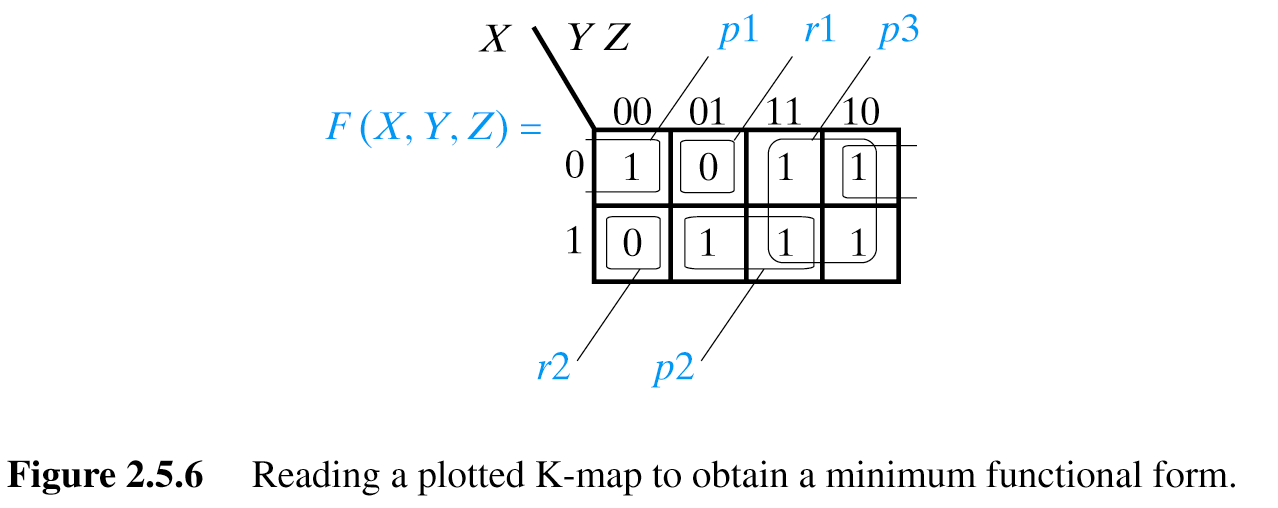 X Y Z p1 r1 p3
00 01 11 10
F (X, Y, Z) =
0 1 0 1 1
1 0 1 1 1
r2 p2
Figure 2.5.6 Reading a plotted K-map to obtain a minimum functional form.